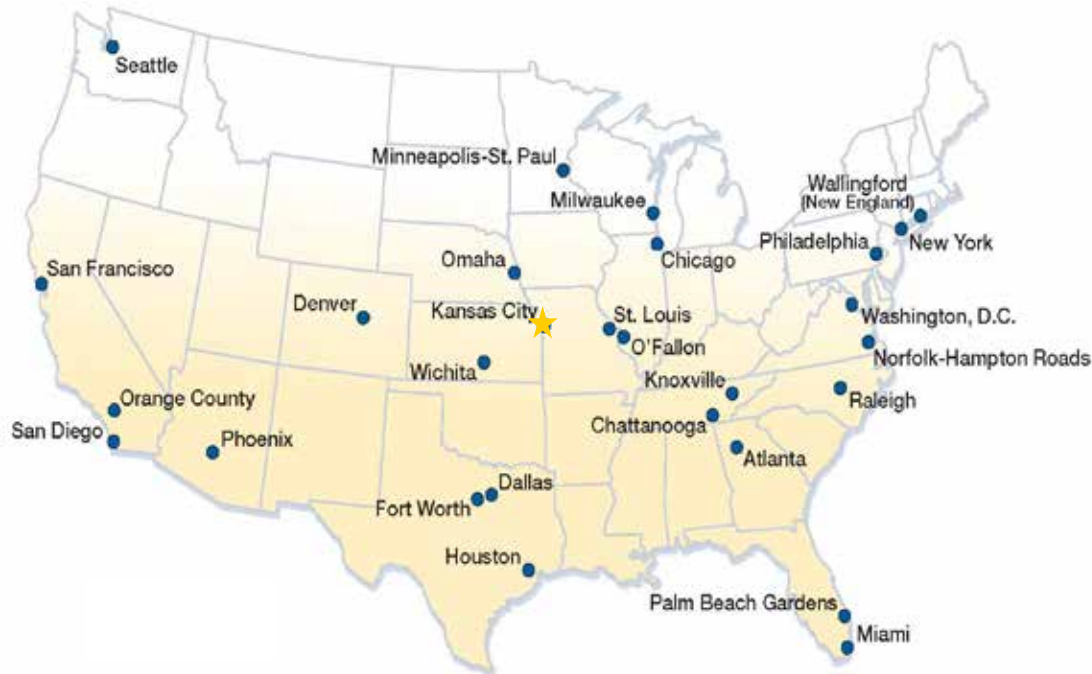 Seattle
Minneapolis-St. Paul
Milwaukee
Wallingford
(New England)
New York
Philadelphia
Chicago
Omaha
San Francisco
Denver
Kansas City
St. Louis
Washington, D.C.
O'Fallon
Norfolk-Hampton Roads
Wichita
Knoxville
Orange County
Raleigh
Chattanooga
San Diego
Phoenix
Atlanta
Dallas
Fort Worth
Houston
Palm Beach Gardens
Miami